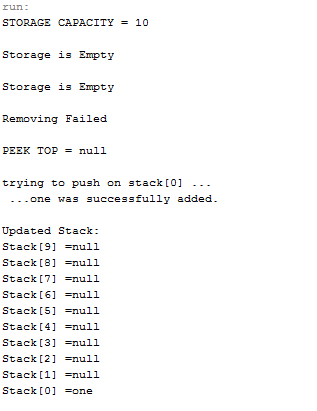 run:
STORAGE CAPACITY = 10
Storage is Empty
Storage is Empty
Removing Failed
PEEK TOP = null
trying to push on stack[0] ...
...one was successfully added.
Updated Stack:
Stack[9] =null
Stack[8] =null
Stack[7] =null
Stack[6] =null
Stack[5] =null
Stack[4] =null
Stack[3] =null
Stack[2] =null
Stack[1] =null
Stack[0] =one